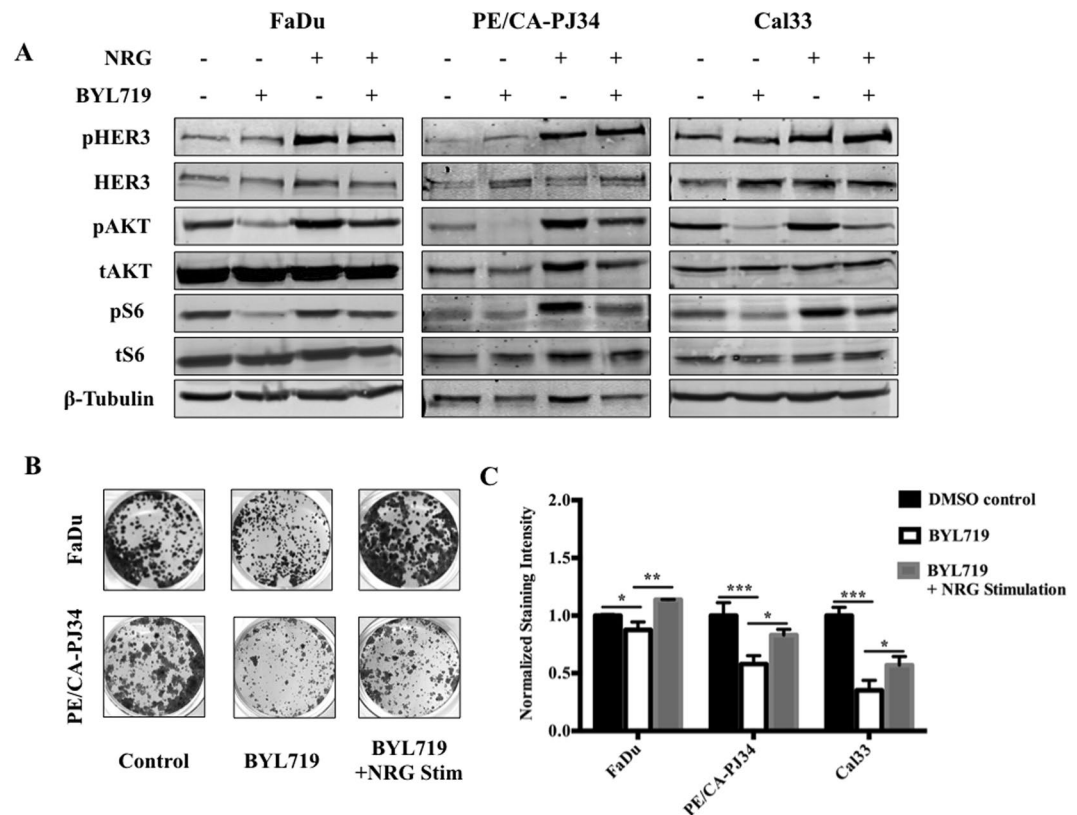 FaDu PE/CA-PJ34 Cal33
A
NRG - - + + - - + + - - + +
BYL719 - + - + - + - + - + - +
pHER3
HER3
pAKT
tAKT
pS6
tS6
β-Tubulin
B
FaDu
PE/CA-PJ34
Control BYL719 BYL719
+NRG Stim
C
Normalized Staining Intensity
2.0
1.5
1.0
0.5
0.0
* ** *** * *** *
FaDu
PE/CA-PJ34
Cal33
DMSO control
BYL719
BYL719
+ NRG Stimulation